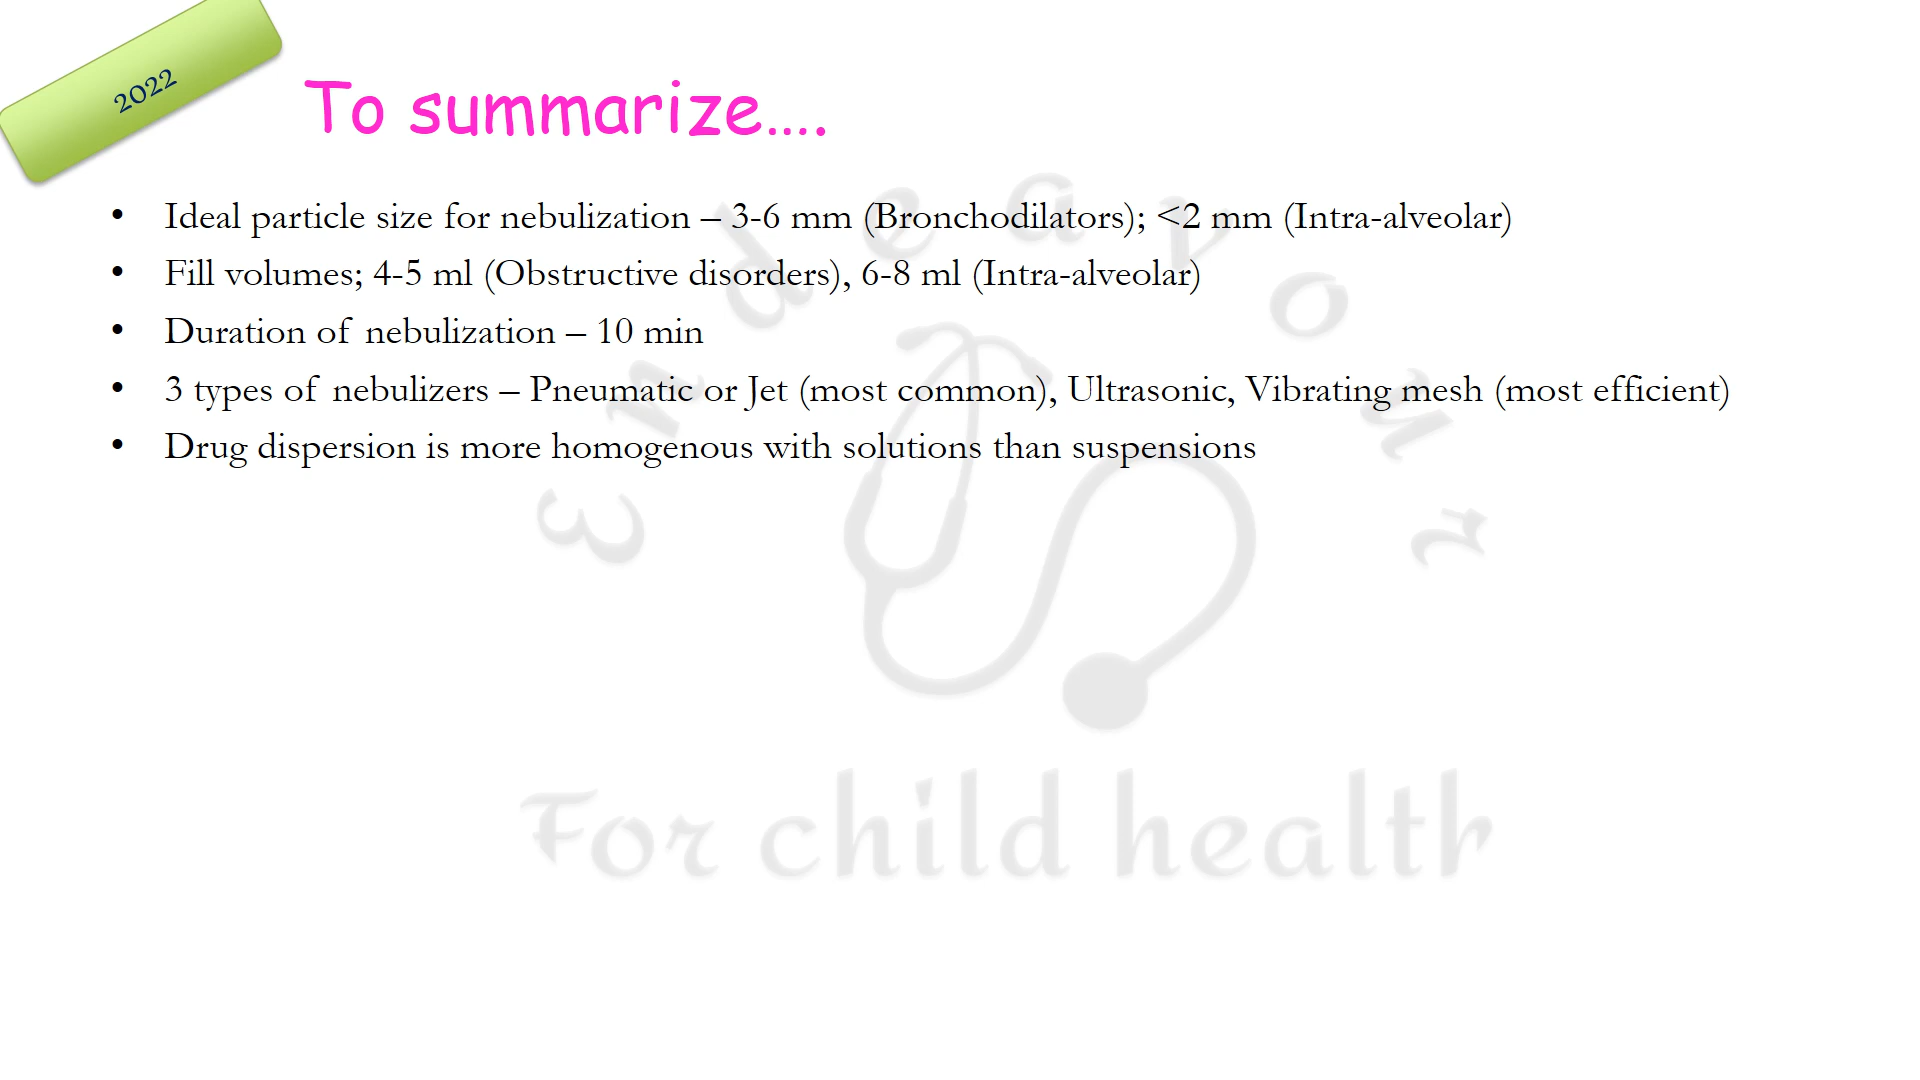 2022
To summarize....
• Ideal particle size for nebulization – 3-6 mm (Bronchodilators); <2 mm (Intra-alveolar)
• Fill volumes; 4-5 ml (Obstructive disorders), 6-8 ml (Intra-alveolar)
• Duration of nebulization – 10 min
• 3 types of nebulizers – Pneumatic or Jet (most common), Ultrasonic, Vibrating mesh (most efficient)
• Drug dispersion is more homogenous with solutions than suspensions
Endeavour
For child health